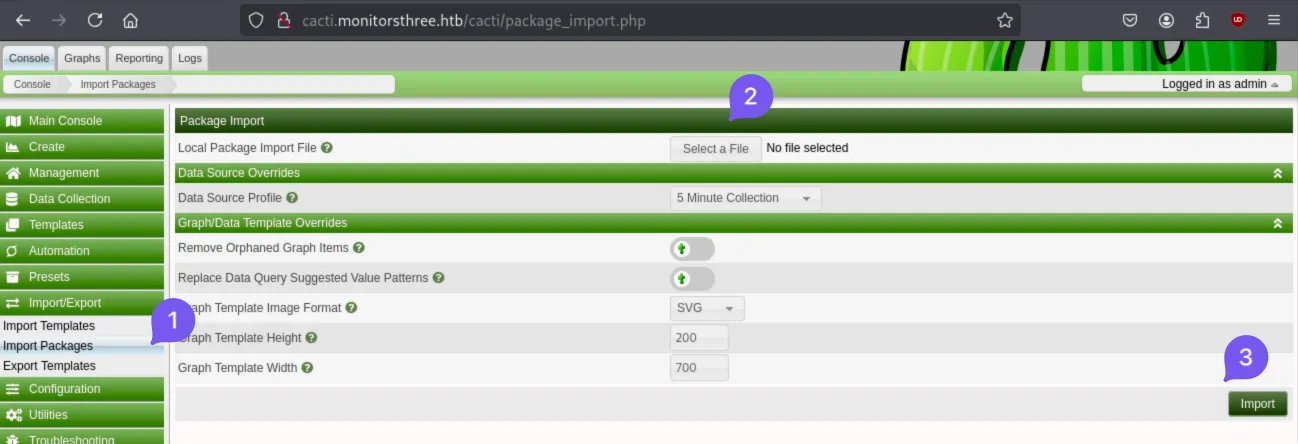 cacti.monitorsthree.htb/cacti/package_import.php
Console Graphs Reporting Logs
Console Import Packages Logged in as admin
2
Main Console
Create
Management
Data Collection
Templates
Automation
Presets
Import/Export
Import Templates
Import Packages
Export Templates
Configuration
Utilities
Troubleshooting
1
Package Import
Local Package Import File Select a File No file selected
Data Source Overrides
Data Source Profile 5 Minute Collection
Graph/Data Template Overrides
Remove Orphaned Graph Items
Replace Data Query Suggested Value Patterns
Graph Template Image Format SVG
Graph Template Height 200
Graph Template Width 700
3
Import